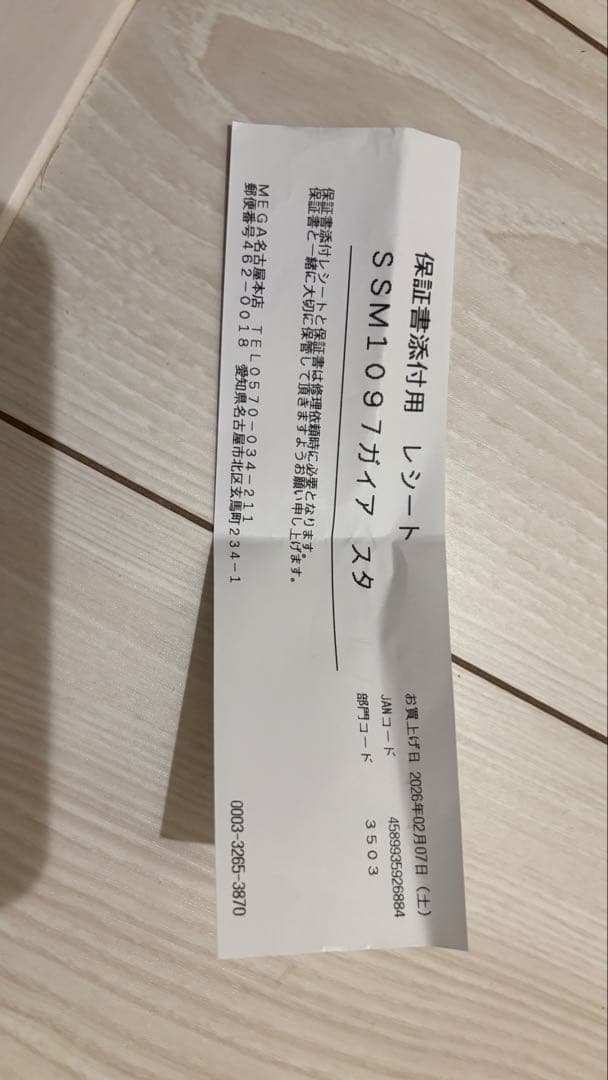 保証書添付用 レシート
お買上げ日 2026年02月07日(土)
SSM1097ガイア スタ
JANコード 4589935926884
部門コード 3503
保証書添付レシートと保証書は修理依頼時に必要となります。
保証書と一緒に大切に保管して頂きますようお願い申し上げます。
MEGA名古屋本店 TEL0570-034-211
郵便番号462-0018 愛知県名古屋市北区玄馬町234-1
0003-3265-3870